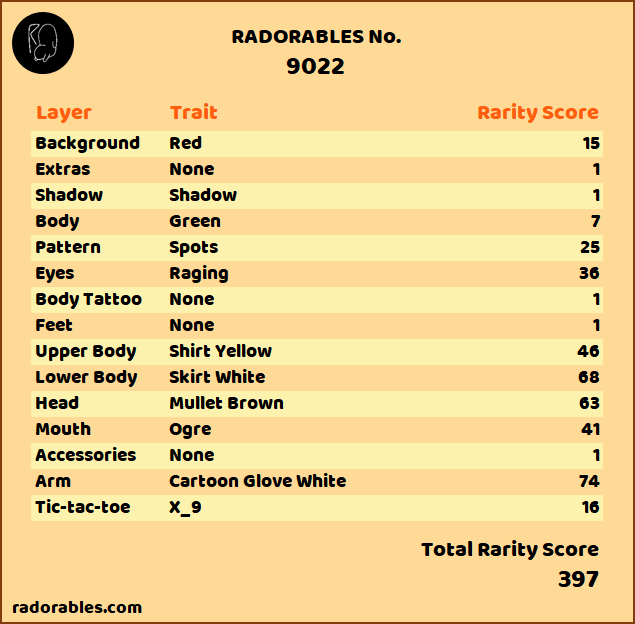 RADORABLES No.
9022
Layer Trait Rarity Score
Background Red 15
Extras None 1
Shadow Shadow 1
Body Green 7
Pattern Spots 25
Eyes Raging 36
Body Tattoo None 1
Feet None 1
Upper Body Shirt Yellow 46
Lower Body Skirt White 68
Head Mullet Brown 63
Mouth Ogre 41
Accessories None 1
Arm Cartoon Glove White 74
Tic-tac-toe X_9 16
Total Rarity Score
397
radorables.com